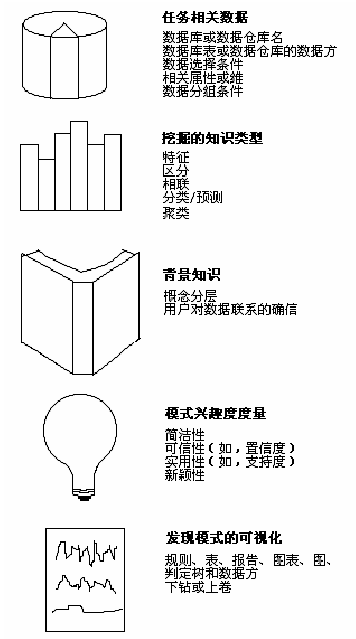 任务相关数据
数据库或数据仓库名
数据库表或数据仓库的数据方
数据选择条件
相关属性或维
数据分组条件
挖掘的知识类型
特征
区分
相联
分类/预测
聚类
背景知识
概念分层
用户对数据联系的确信
模式兴趣度度量
简洁性
可信性（如，置信度）
实用性（如，支持度）
新颖性
发现模式的可视化
规则、表、报告、图表、图、
判定树和数据方
下钻或上卷